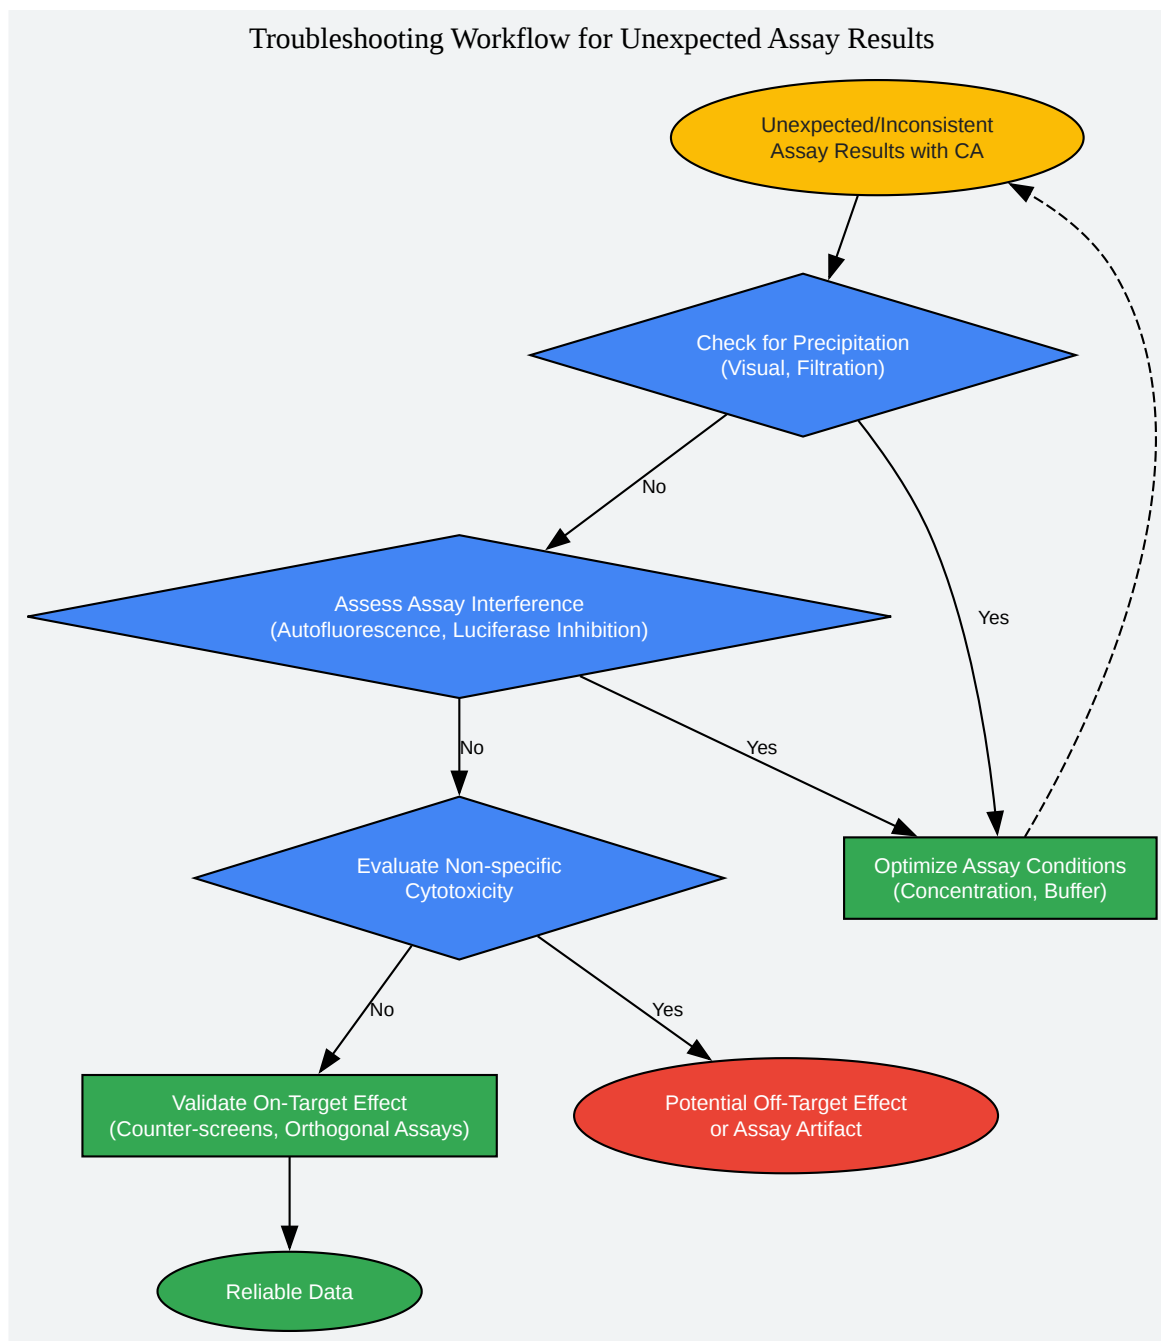 Troubleshooting Workflow for Unexpected Assay Results
Unexpected/Inconsistent
Assay Results with CA
Check for Precipitation
(Visual, Filtration)
No
Yes
Assess Assay Interference
(Autofluorescence, Luciferase Inhibition)
No
Yes
Evaluate Non-specific
Cytotoxicity
Optimize Assay Conditions
(Concentration, Buffer)
No
Yes
Validate On-Target Effect
(Counter-screens, Orthogonal Assays)
Potential Off-Target Effect
or Assay Artifact
Reliable Data